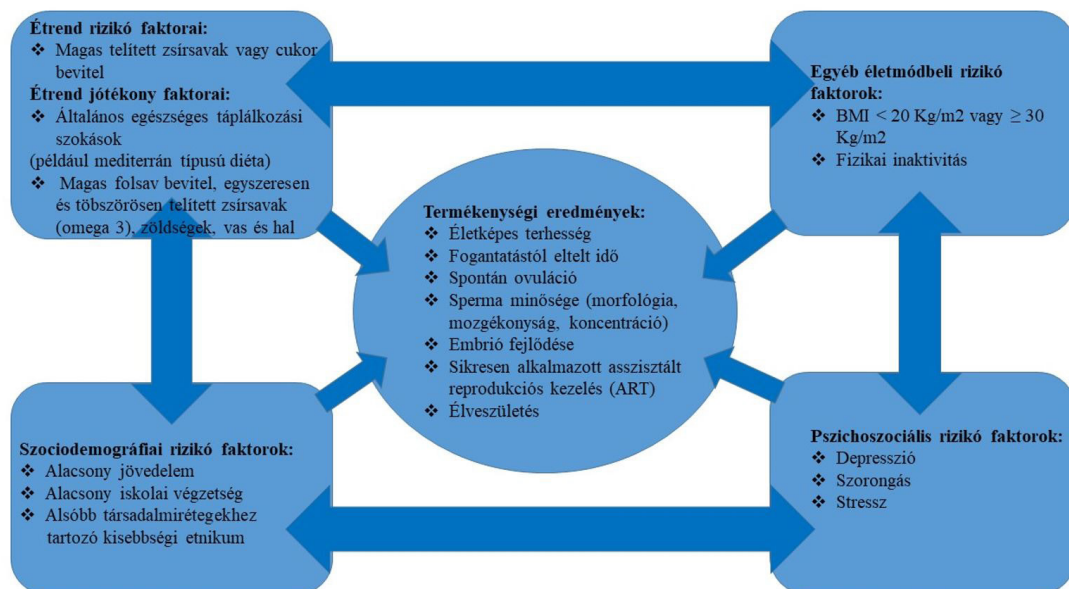 Étrend rizikó faktorai:
❖ Magas telített zsírsavak vagy cukor
bevitel
Étrend jótékony faktorai:
❖ Általános egészséges táplálkozási
szokások
(például mediterrán típusú diéta)
❖ Magas folsav bevitel, egyszeresen
és többszörösen telített zsírsavak
(omega 3), zöldségek, vas és hal
Egyéb életmódbeli rizikó
faktorok:
❖ BMI < 20 Kg/m2 vagy ≥ 30
Kg/m2
❖ Fizikai inaktivitás
Termékenységi eredmények:
❖ Életképes terhesség
❖ Fogantatástól eltelt idő
❖ Spontán ovuláció
❖ Sperma minősége (morfológia,
mozgékonyság, koncentráció)
❖ Embrió fejlődése
❖ Sikresen alkalmazott asszisztált
reprodukciós kezelés (ART)
❖ Élveszületés
Szociodemográfiai rizikó faktorok:
❖ Alacsony jövedelem
❖ Alacsony iskolai végzetség
❖ Alsóbb társadalmirétegekhez
tartozó kisebbségi etnikum
Pszichoszociális rizikó faktorok:
❖ Depresszió
❖ Szorongás
❖ Stressz